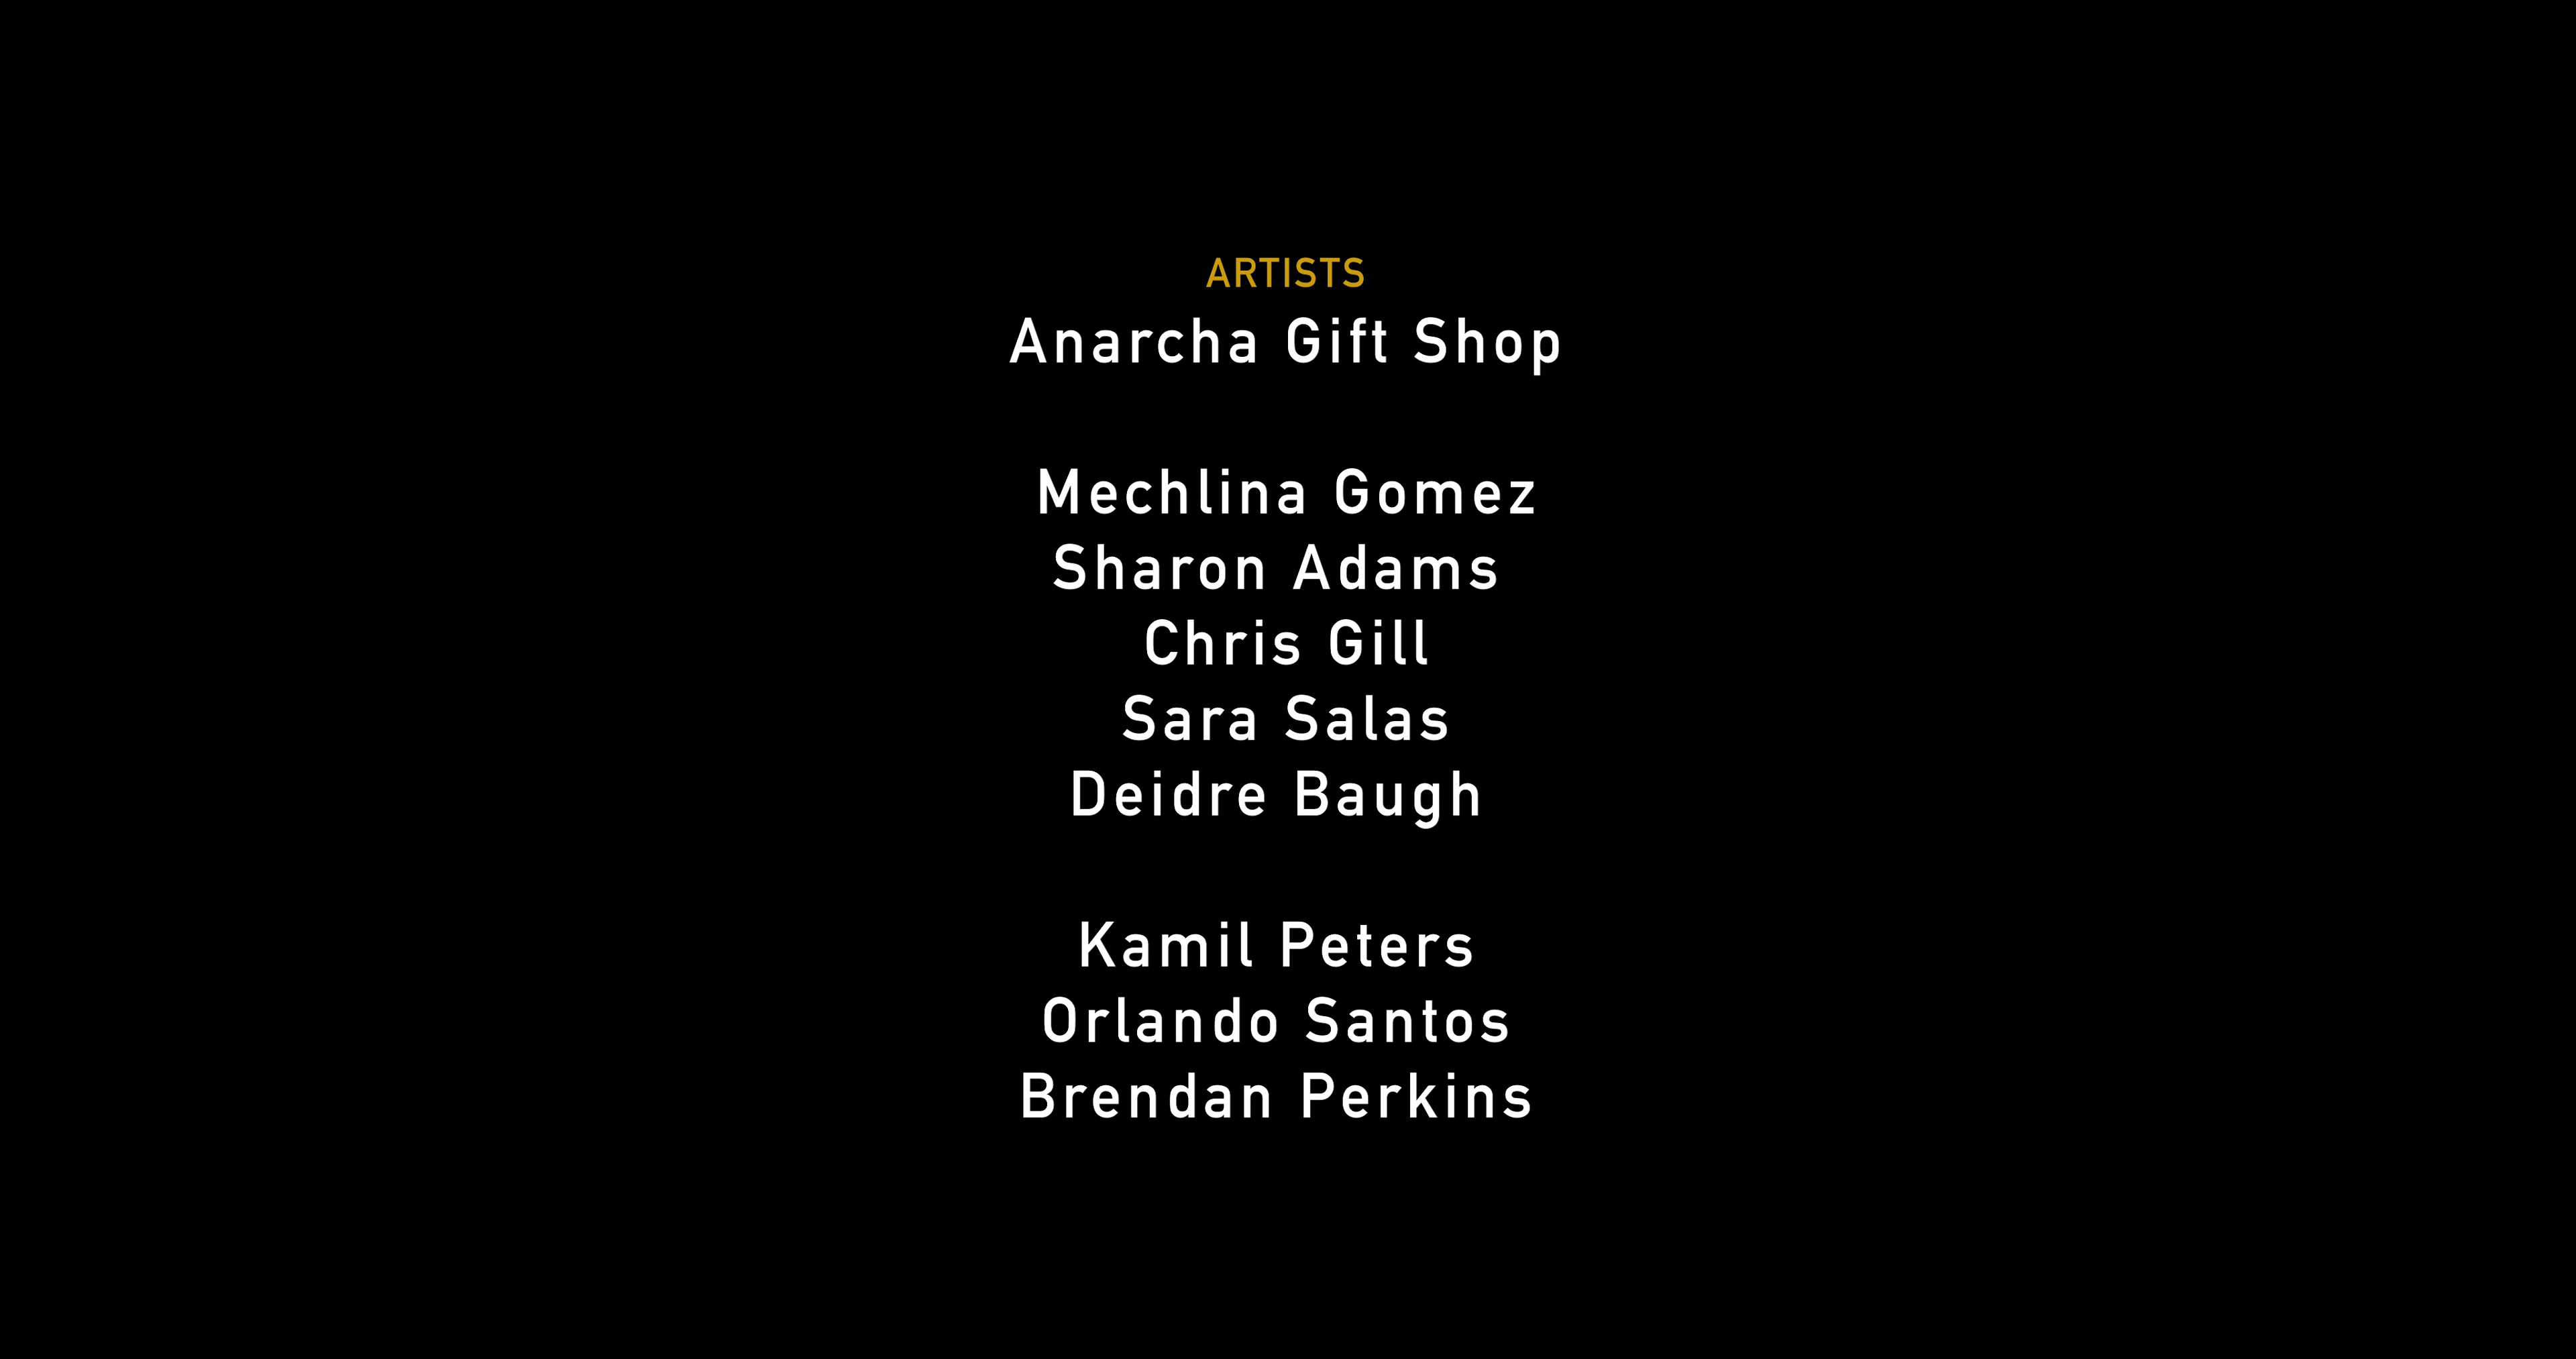 ARTISTS
Anarcha Gift Shop
Mechlina Gomez
Sharon Adams
Chris Gill
Sara Salas
Deidre Baugh
Kamil Peters
Orlando Santos
Brendan Perkins